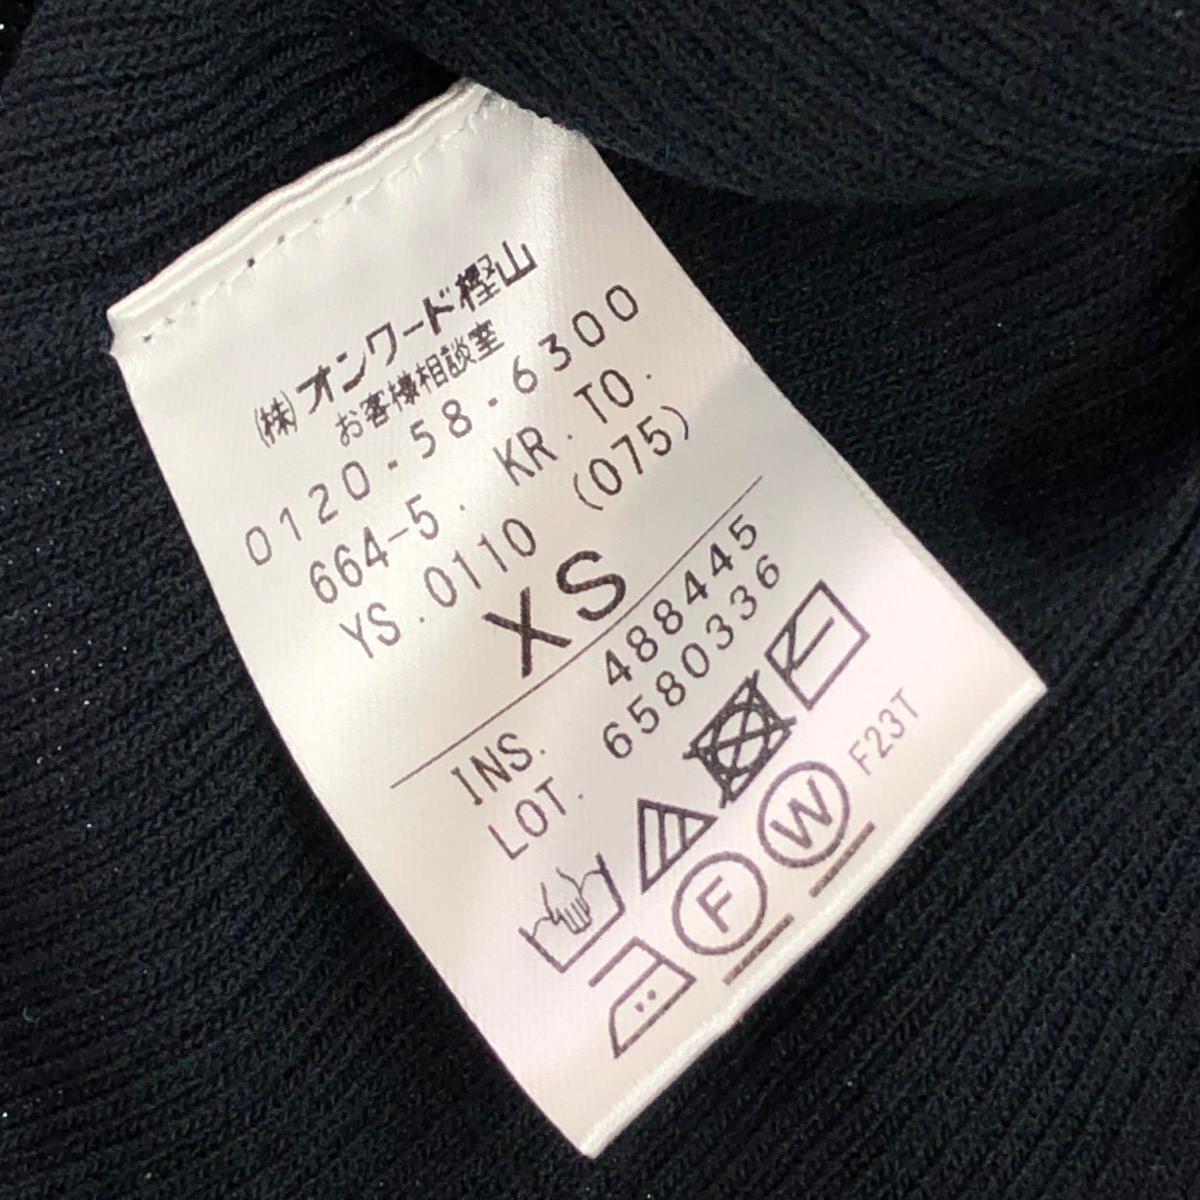 (株)オンワード樫山
お客様相談室
0120-58-6300
664-5. KR. TO.
YS.0110 (075)
XS
INS. 488445
LOT. 6580336
F W F23T